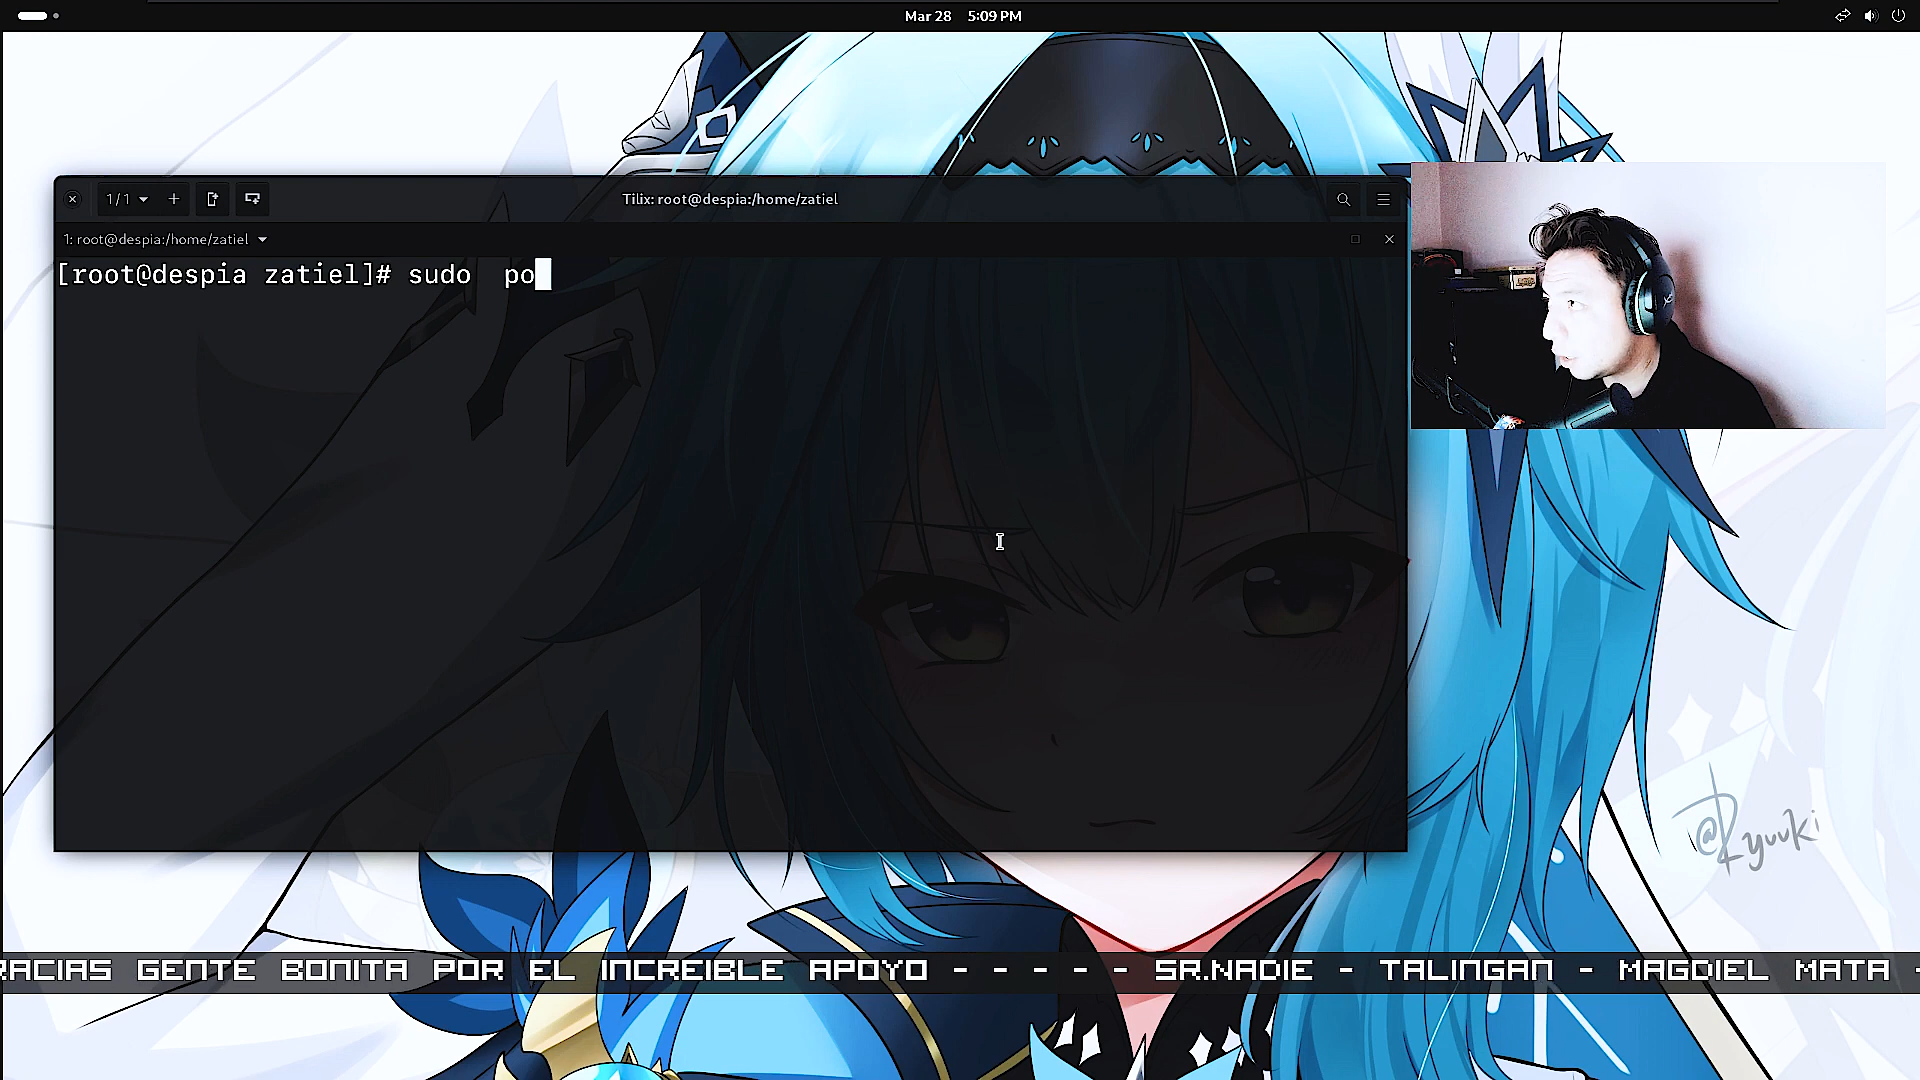 Mar 28 5:09 PM
1/1
Tilix: root@despia:/home/zatiel
1: root@despia:/home/zatiel
[root@despia zatiel]# sudo  po
@Ryuuki
RACIAS GENTE BONITA POR EL INCREIBLE APOYO - - - - - SR.NADIE - TALINGAN - MAGDIEL MATA -